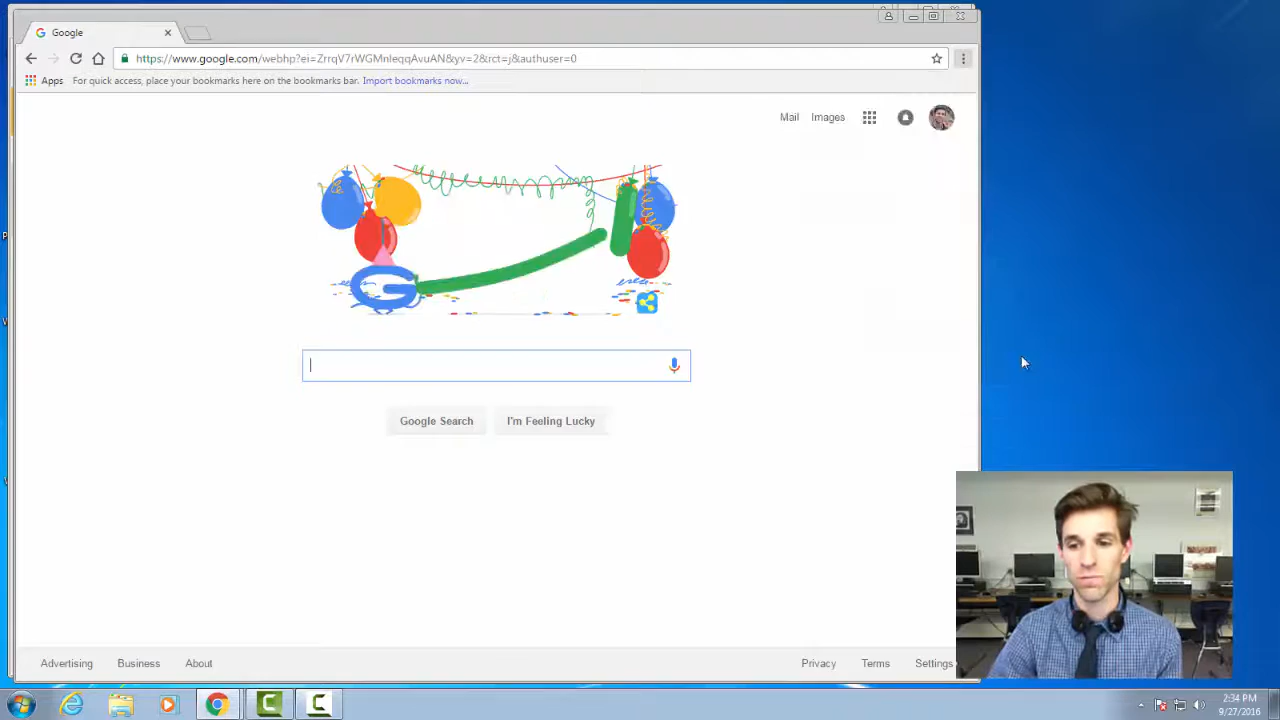 Google
https://www.google.com/webhp?ei=ZrrqV7rWGMnIeqqAvuAN&yv=2&rct=j&authuser=0
Apps For quick access, place your bookmarks here on the bookmarks bar. Import bookmarks now...
Mail Images
Google Search I'm Feeling Lucky
Advertising Business About Privacy Terms Settings
2:34 PM
9/27/2016